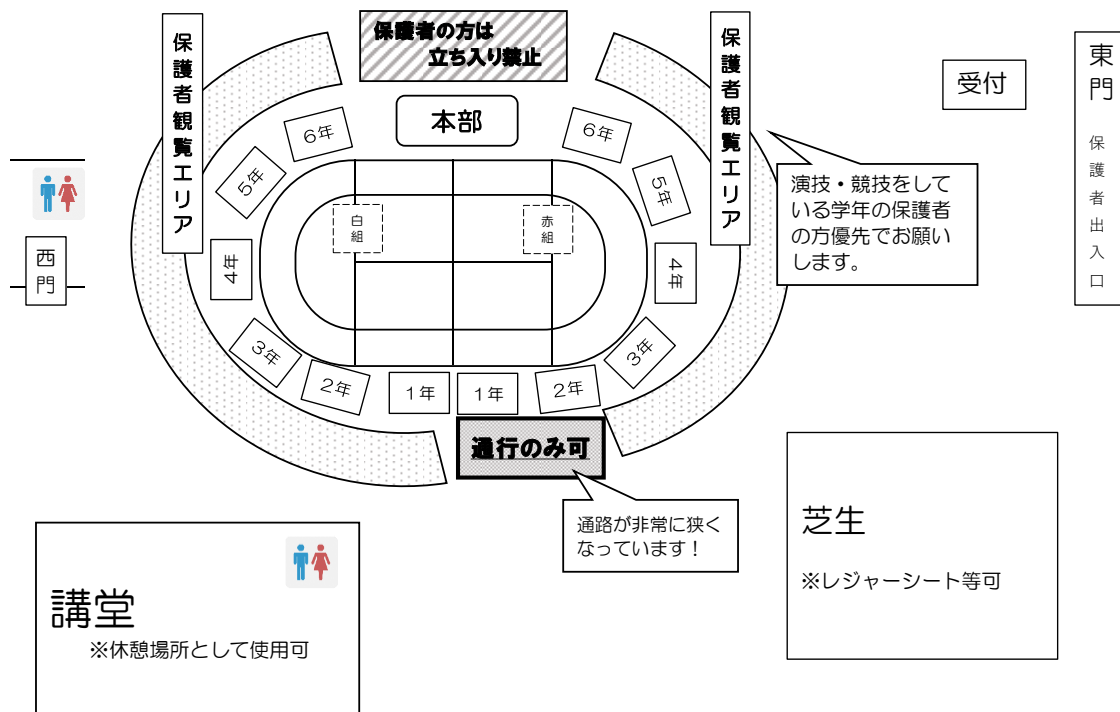 保護者の方は
立ち入り禁止
保護者観覧エリア
保護者観覧エリア
本部
受付
東門
保護者出入口
6年
6年
5年
5年
4年
4年
3年
3年
2年
1年
1年
2年
白組
赤組
演技・競技をして
いる学年の保護者
の方優先でお願い
します。
西門
通行のみ可
通路が非常に狭く
なっています！
芝生
※レジャーシート等可
講堂
※休憩場所として使用可